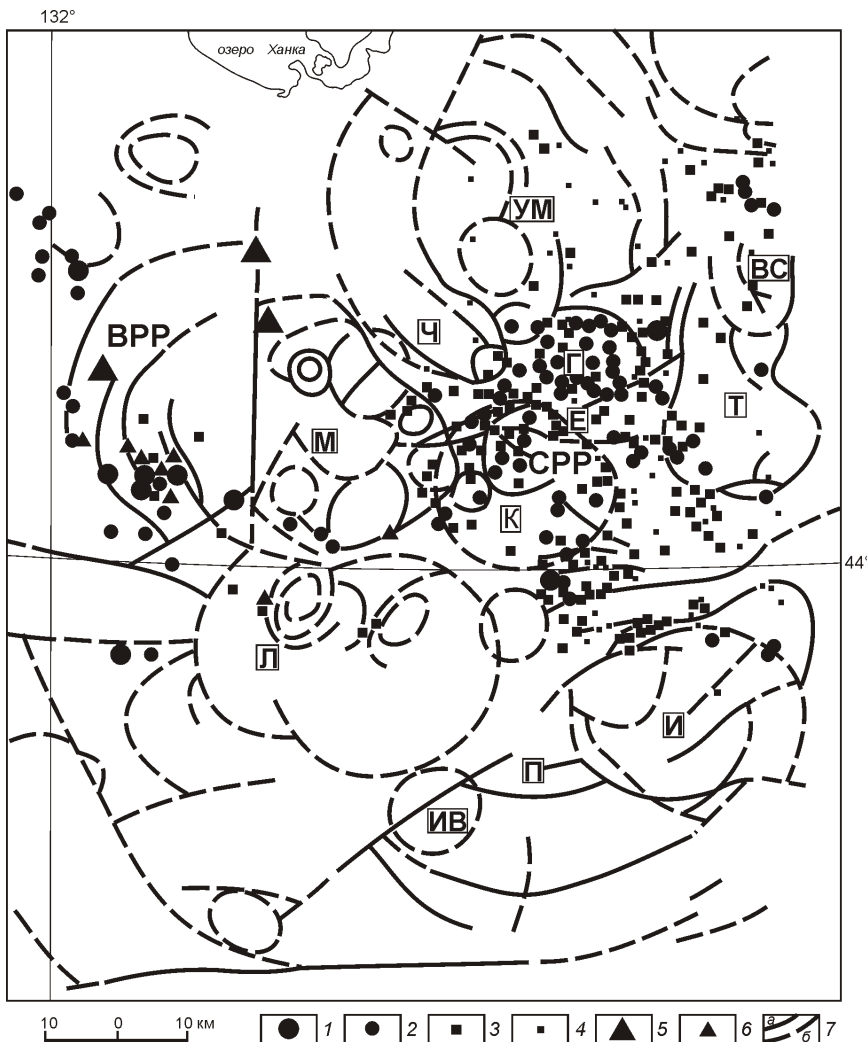 132°
озеро Ханка
УМ
ВС
ВРР
Ч
Г
Т
Е
М
СРР
К
44°
Л
И
П
ИВ
10 0 10 км
1 2 3 4 5 6 а б 7